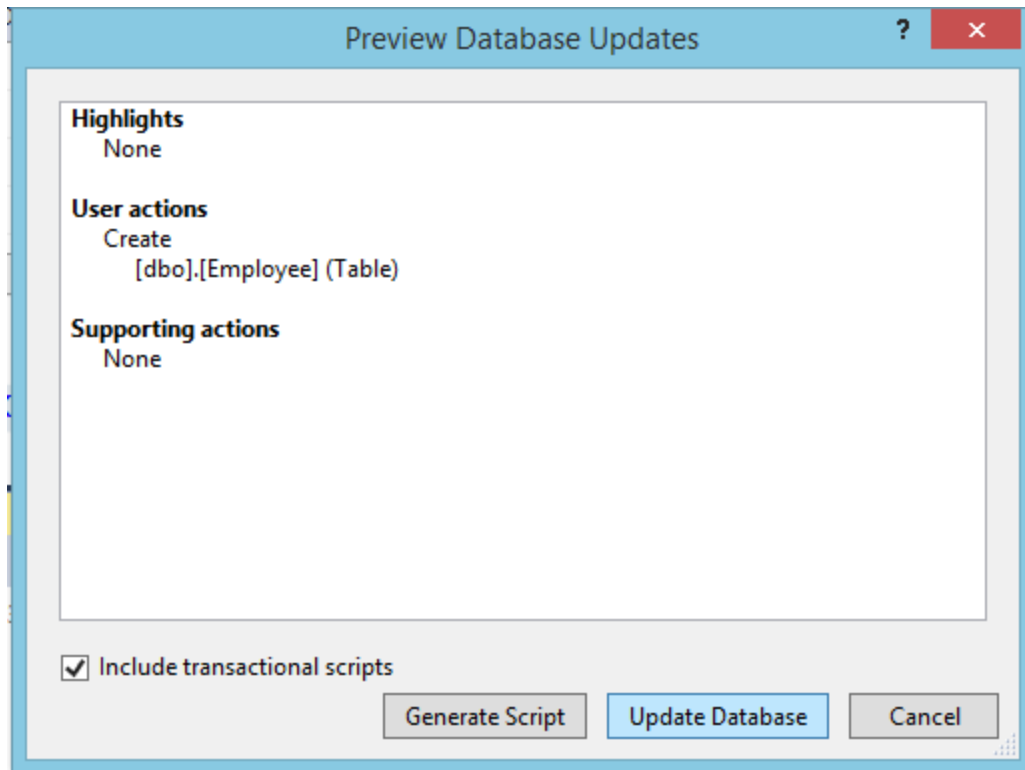 Preview Database Updates
?
Highlights
None
User actions
Create
[dbo].[Employee] (Table)
Supporting actions
None
Include transactional scripts
Generate Script
Update Database
Cancel